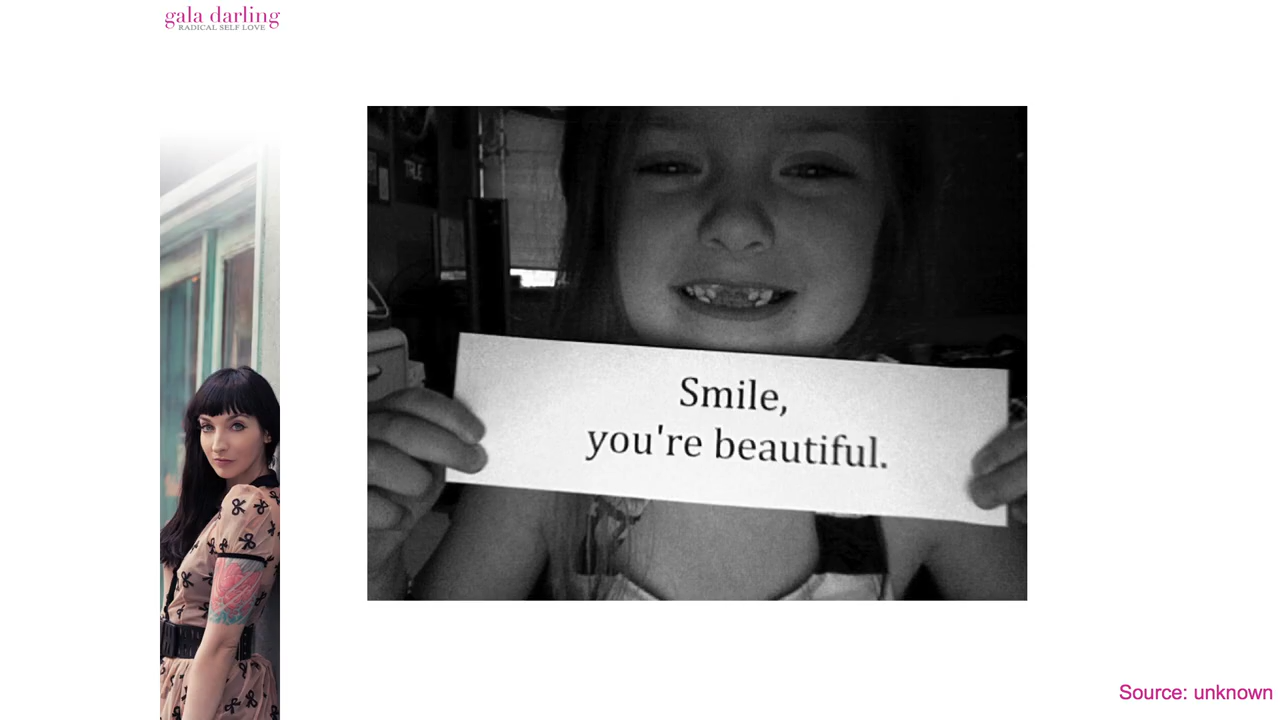 gala darling
RADICAL SELF LOVE
Smile,
you're beautiful.
Source: unknown